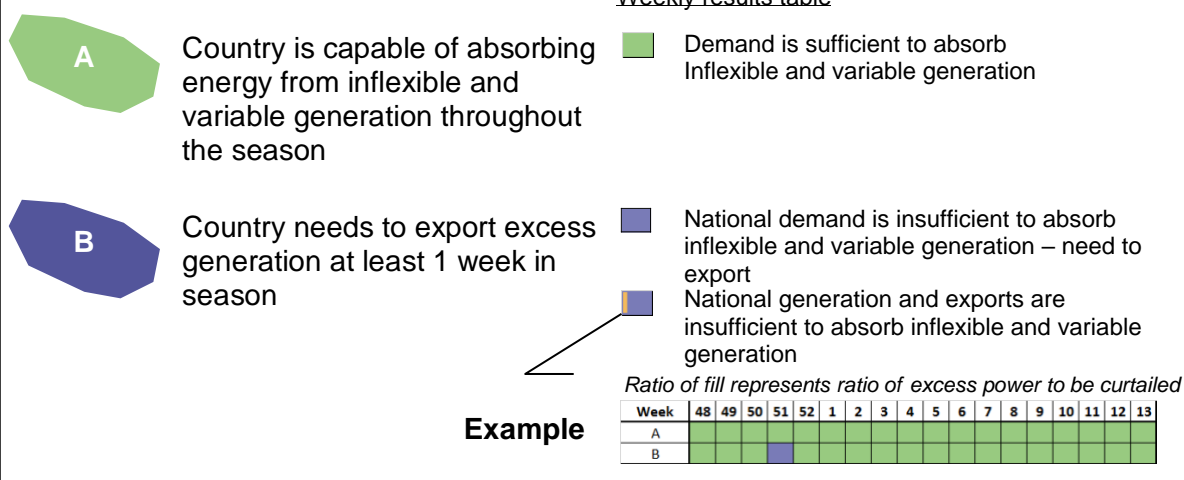 Weekly results table
A
Country is capable of absorbing
energy from inflexible and
variable generation throughout
the season
Demand is sufficient to absorb
Inflexible and variable generation
B
Country needs to export excess
generation at least 1 week in
season
National demand is insufficient to absorb
inflexible and variable generation – need to
export
National generation and exports are
insufficient to absorb inflexible and variable
generation
Ratio of fill represents ratio of excess power to be curtailed
Example
Week 48 49 50 51 52 1 2 3 4 5 6 7 8 9 10 11 12 13
A
B